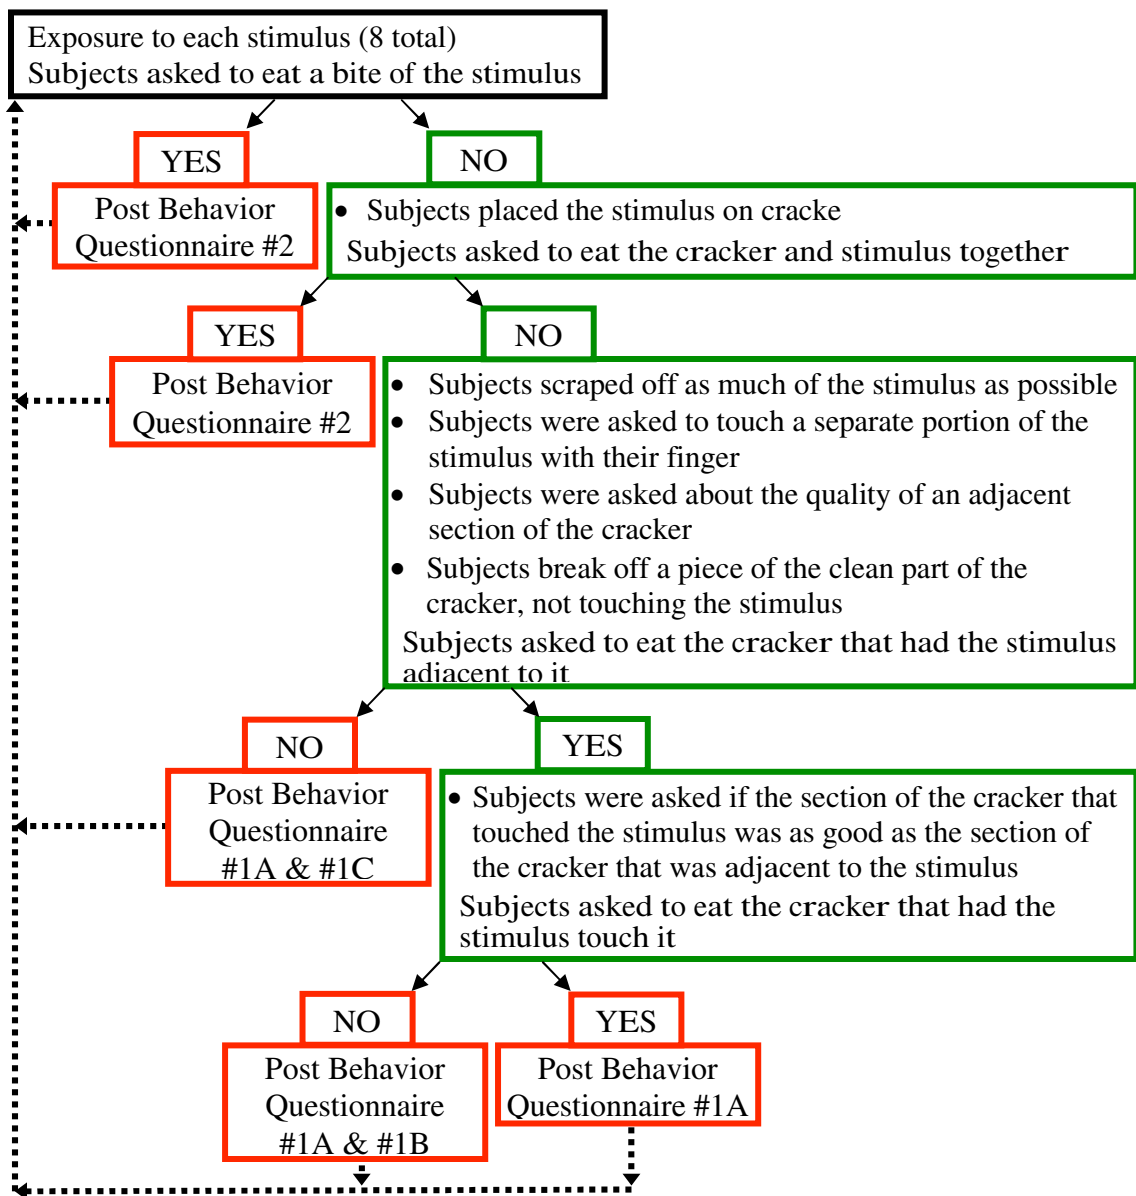 Exposure to each stimulus (8 total)
Subjects asked to eat a bite of the stimulus
YES
Post Behavior
Questionnaire #2
NO
• Subjects placed the stimulus on cracke
Subjects asked to eat the cracker and stimulus together
YES
Post Behavior
Questionnaire #2
NO
• Subjects scraped off as much of the stimulus as possible
• Subjects were asked to touch a separate portion of the
stimulus with their finger
• Subjects were asked about the quality of an adjacent
section of the cracker
• Subjects break off a piece of the clean part of the
cracker, not touching the stimulus
Subjects asked to eat the cracker that had the stimulus
adjacent to it
NO
Post Behavior
Questionnaire
#1A & #1C
YES
• Subjects were asked if the section of the cracker that
touched the stimulus was as good as the section of
the cracker that was adjacent to the stimulus
Subjects asked to eat the cracker that had the
stimulus touch it
NO
Post Behavior
Questionnaire
#1A & #1B
YES
Post Behavior
Questionnaire #1A